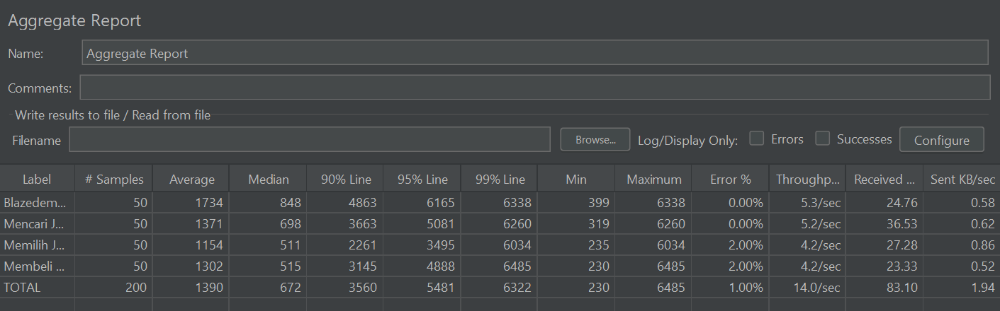 Aggregate Report
Name: Aggregate Report
Comments:
Write results to file / Read from file
Filename Browse... Log/Display Only: Errors Successes Configure
Label # Samples Average Median 90% Line 95% Line 99% Line Min Maximum Error % Throughp... Received ... Sent KB/sec
Blazedem... 50 1734 848 4863 6165 6338 399 6338 0.00% 5.3/sec 24.76 0.58
Mencari J... 50 1371 698 3663 5081 6260 319 6260 0.00% 5.2/sec 36.53 0.62
Memilih J... 50 1154 511 2261 3495 6034 235 6034 2.00% 4.2/sec 27.28 0.86
Membeli ... 50 1302 515 3145 4888 6485 230 6485 2.00% 4.2/sec 23.33 0.52
TOTAL 200 1390 672 3560 5481 6322 230 6485 1.00% 14.0/sec 83.10 1.94